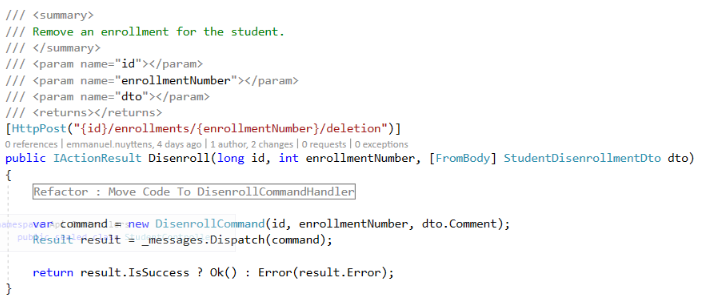 /// <summary>
/// Remove an enrollment for the student.
/// </summary>
/// <param name="id"></param>
/// <param name="enrollmentNumber"></param>
/// <param name="dto"></param>
/// <returns></returns>
[HttpPost("{id}/enrollments/{enrollmentNumber}/deletion")]
0 references | emmanuel.nuyttens, 4 days ago | 1 author, 2 changes | 0 requests | 0 exceptions
public IActionResult Disenroll(long id, int enrollmentNumber, [FromBody] StudentDisenrollmentDto dto)
{
Refactor : Move Code To DisenrollCommandHandler
var command = new DisenrollCommand(id, enrollmentNumber, dto.Comment);
Result result = _messages.Dispatch(command);
return result.IsSuccess ? Ok() : Error(result.Error);
}